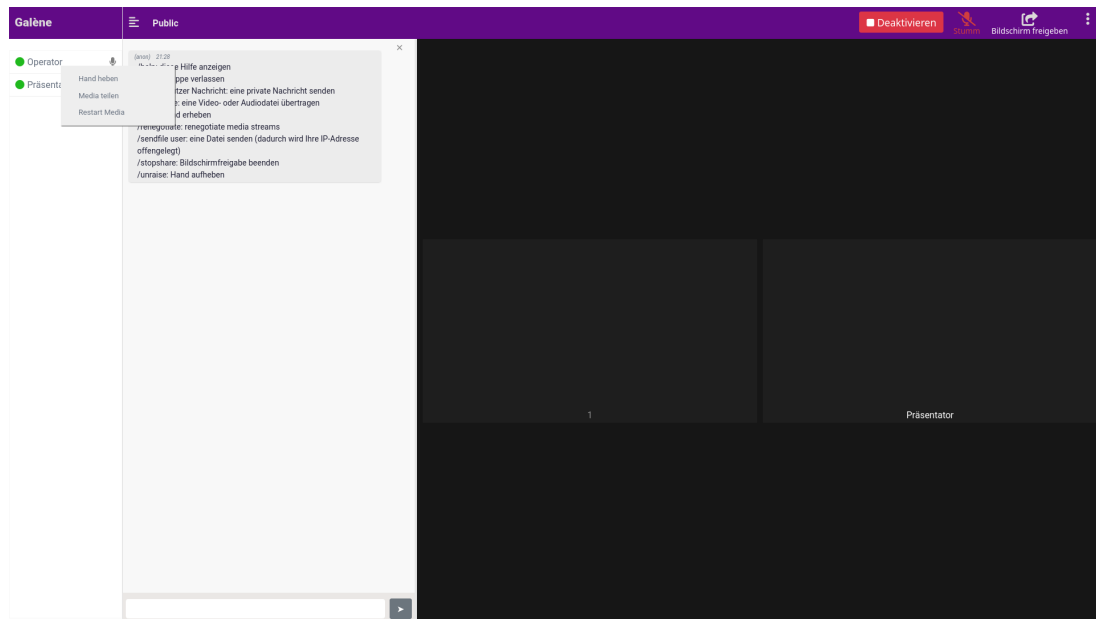 Galène
Public
Deaktivieren
Stumm
Bildschirm freigeben
Operator
Hand heben
Media teilen
Restart Media
(anon) 21:28
Hilfe anzeigen
verlassen
Nachricht: eine private Nachricht senden
eine Video- oder Audiodatei übertragen
erheben
/renegotiate: renegotiate media streams
/sendfile user: eine Datei senden (dadurch wird Ihre IP-Adresse
offengelegt)
/stopshare: Bildschirmfreigabe beenden
/unraise: Hand aufheben
1
Präsentator